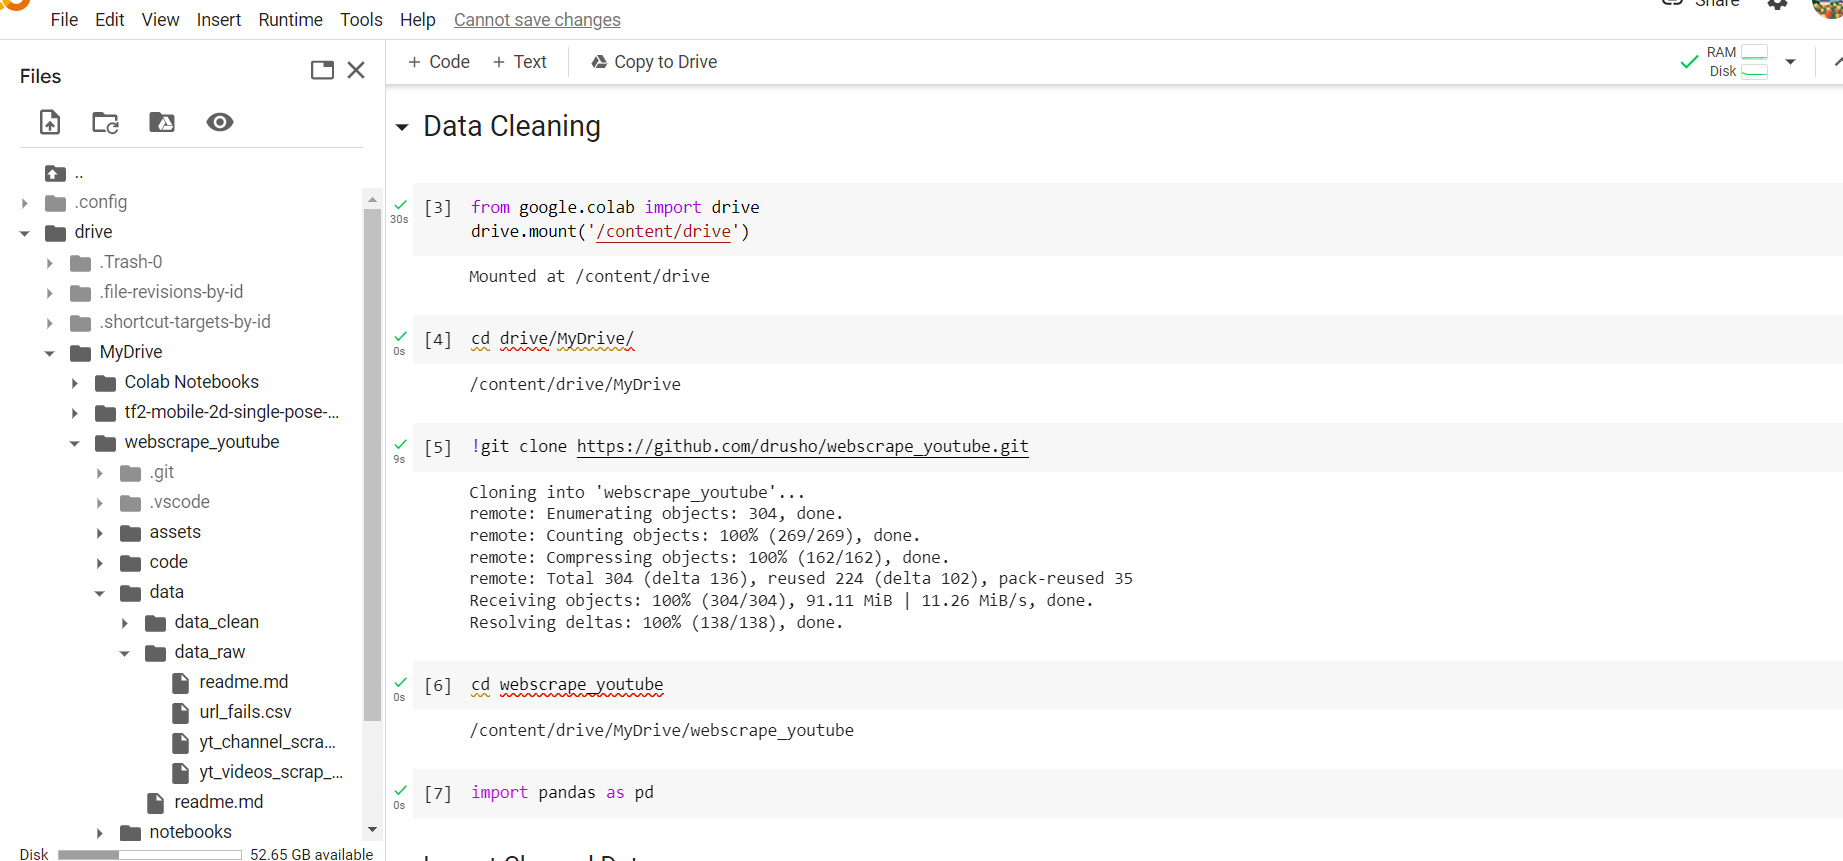 Share
File Edit View Insert Runtime Tools Help Cannot save changes
Files
+ Code + Text Copy to Drive
RAM
Disk
..
.config
drive
.Trash-0
.file-revisions-by-id
.shortcut-targets-by-id
MyDrive
Colab Notebooks
tf2-mobile-2d-single-pose-...
webscrape_youtube
.git
.vscode
assets
code
data
data_clean
data_raw
readme.md
url_fails.csv
yt_channel_scra...
yt_videos_scrap_...
readme.md
notebooks
Disk 52.65 GB available
Data Cleaning
30s
[3] from google.colab import drive
drive.mount('/content/drive')
Mounted at /content/drive
0s
[4] cd drive/MyDrive/
/content/drive/MyDrive
9s
[5] !git clone https://github.com/drusho/webscrape_youtube.git
Cloning into 'webscrape_youtube'...
remote: Enumerating objects: 304, done.
remote: Counting objects: 100% (269/269), done.
remote: Compressing objects: 100% (162/162), done.
remote: Total 304 (delta 136), reused 224 (delta 102), pack-reused 35
Receiving objects: 100% (304/304), 91.11 MiB | 11.26 MiB/s, done.
Resolving deltas: 100% (138/138), done.
0s
[6] cd webscrape_youtube
/content/drive/MyDrive/webscrape_youtube
0s
[7] import pandas as pd